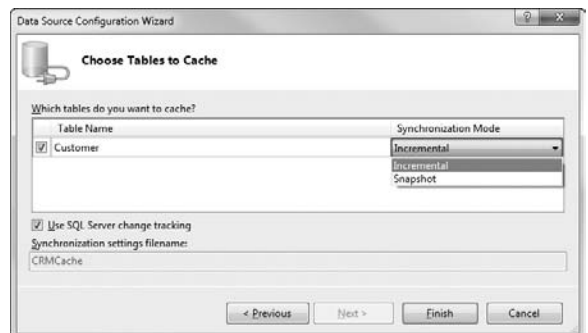 Data Source Configuration Wizard
Choose Tables to Cache
Which tables do you want to cache?
Table Name Synchronization Mode
Customer Incremental
Incremental
Snapshot
Use SQL Server change tracking
Synchronization settings filename:
CRMCache
< Previous Next > Finish Cancel